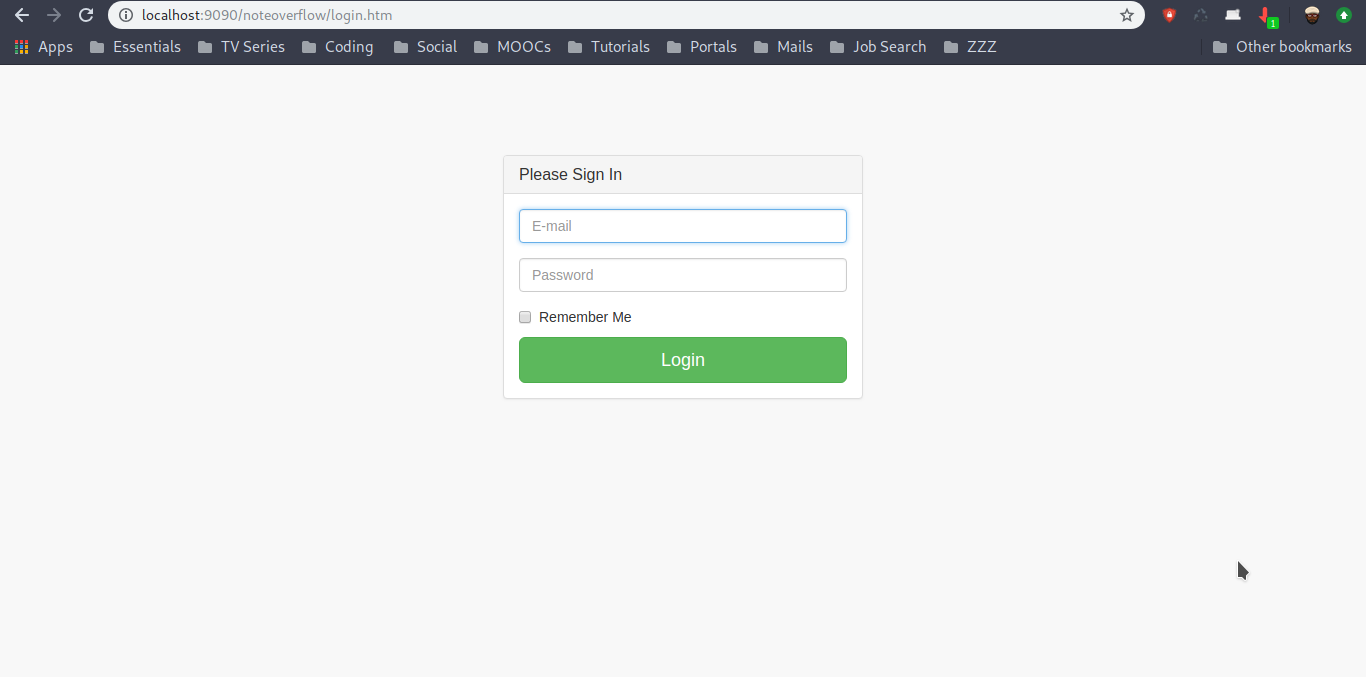 localhost:9090/noteoverflow/login.htm
1
Apps Essentials TV Series Coding Social MOOCs Tutorials Portals Mails Job Search ZZZ Other bookmarks
Please Sign In
E-mail
Password
Remember Me
Login